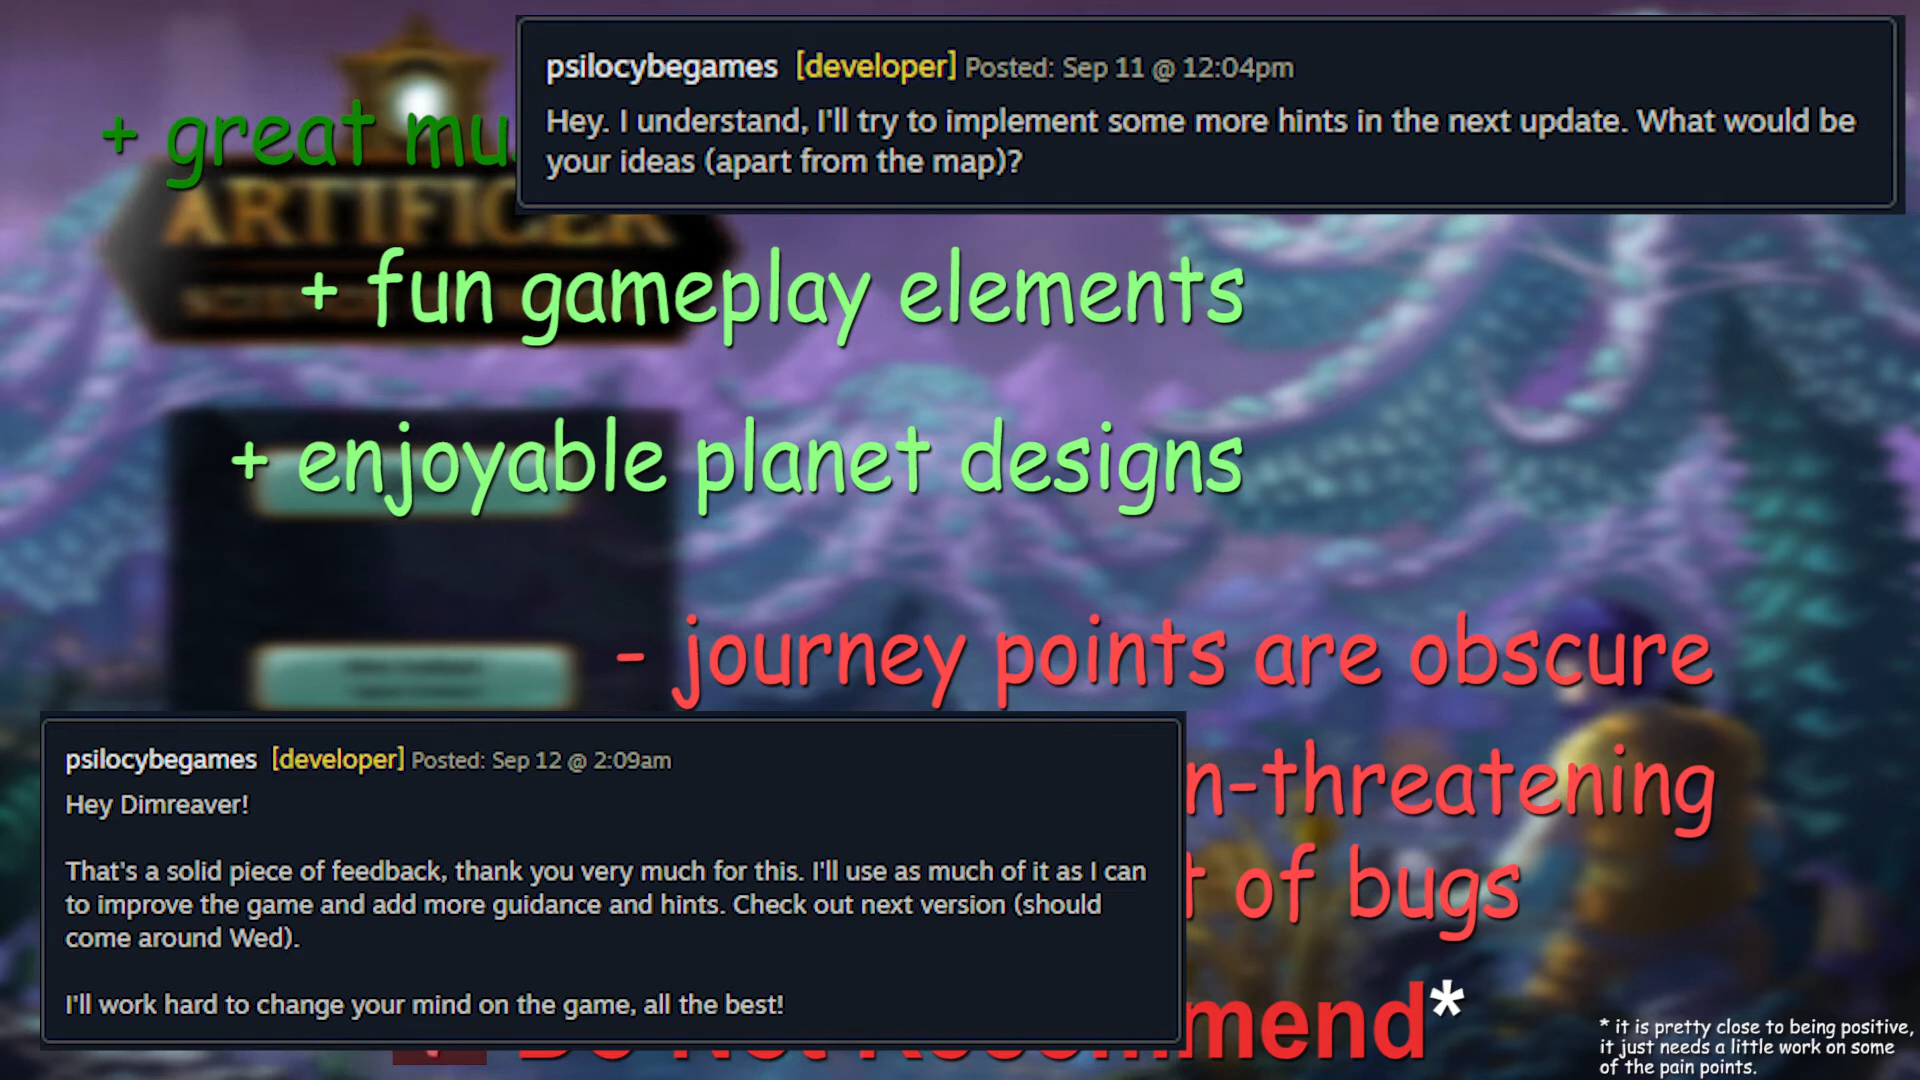 psilocybegames [developer] Posted: Sep 11 @ 12:04pm
Hey. I understand, I'll try to implement some more hints in the next update. What would be
your ideas (apart from the map)?
+ great mu
ARTIFICER
+ fun gameplay elements
+ enjoyable planet designs
- journey points are obscure
psilocybegames [developer] Posted: Sep 12 @ 2:09am
Hey Dimreaver!
That's a solid piece of feedback, thank you very much for this. I'll use as much of it as I can
to improve the game and add more guidance and hints. Check out next version (should
come around Wed).
I'll work hard to change your mind on the game, all the best!
n-threatening
t of bugs
Do Not Recommend*
* it is pretty close to being positive,
it just needs a little work on some
of the pain points.